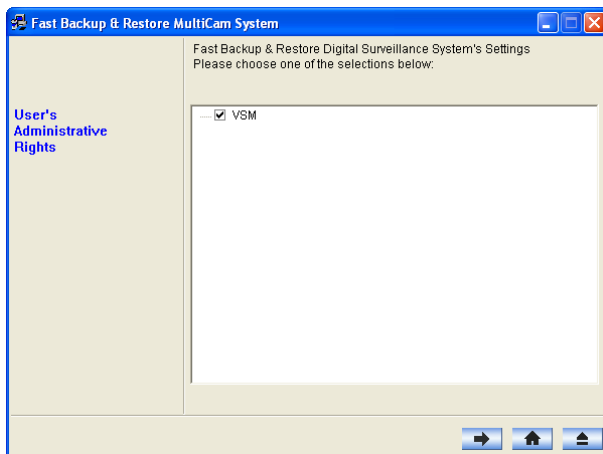 Fast Backup & Restore MultiCam System
Fast Backup & Restore Digital Surveillance System's Settings
Please choose one of the selections below:
User's
Administrative
Rights
VSM